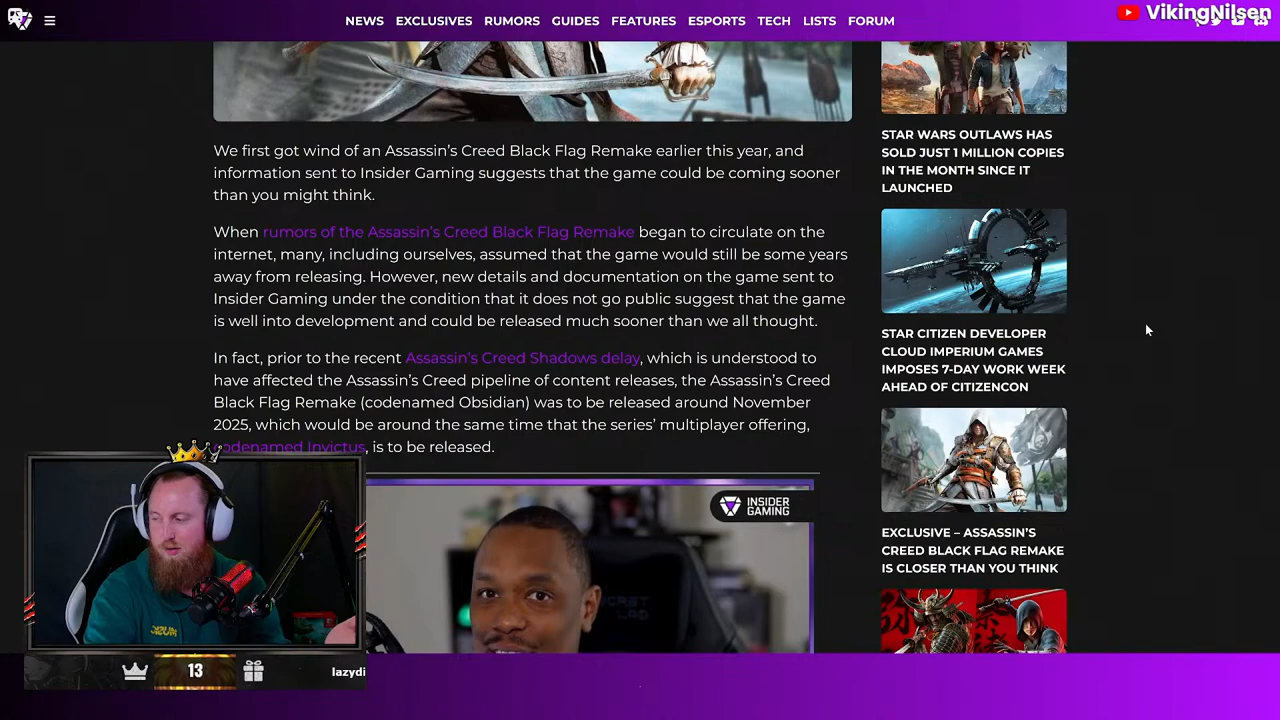 NEWS EXCLUSIVES RUMORS GUIDES FEATURES ESPORTS TECH LISTS FORUM
VikingNilsen
We first got wind of an Assassin's Creed Black Flag Remake earlier this year, and
information sent to Insider Gaming suggests that the game could be coming sooner
than you might think.
When rumors of the Assassin's Creed Black Flag Remake began to circulate on the
internet, many, including ourselves, assumed that the game would still be some years
away from releasing. However, new details and documentation on the game sent to
Insider Gaming under the condition that it does not go public suggest that the game
is well into development and could be released much sooner than we all thought.
In fact, prior to the recent Assassin's Creed Shadows delay, which is understood to
have affected the Assassin's Creed pipeline of content releases, the Assassin's Creed
Black Flag Remake (codenamed Obsidian) was to be released around November
2025, which would be around the same time that the series' multiplayer offering,
codenamed Invictus, is to be released.
INSIDER
GAMING
STAR WARS OUTLAWS HAS
SOLD JUST 1 MILLION COPIES
IN THE MONTH SINCE IT
LAUNCHED
STAR CITIZEN DEVELOPER
CLOUD IMPERIUM GAMES
IMPOSES 7-DAY WORK WEEK
AHEAD OF CITIZENCON
EXCLUSIVE – ASSASSIN'S
CREED BLACK FLAG REMAKE
IS CLOSER THAN YOU THINK
13
lazydi